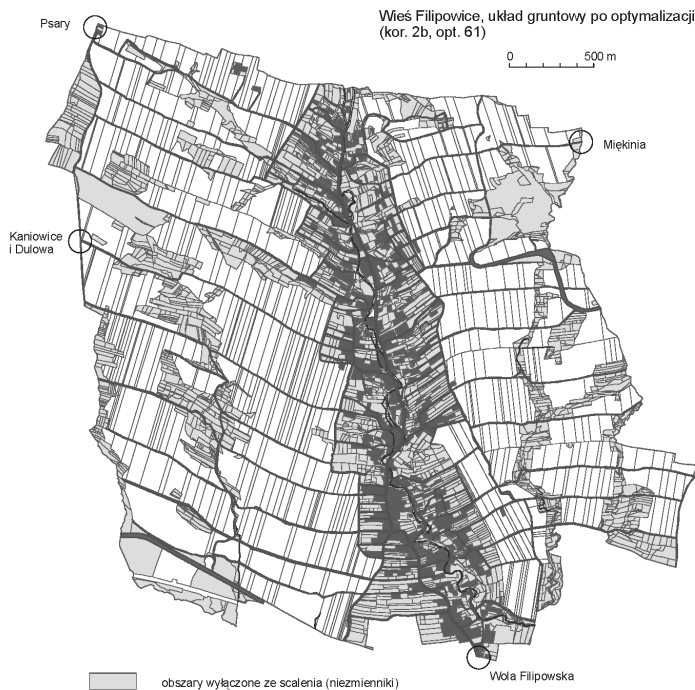 Wieś Filipowice, układ gruntowy po optymalizacji
(kor. 2b, opt. 61)
0 500 m
Psary
Miękinia
Kaniowice
i Dulowa
Wola Filipowska
obszary wyłączone ze scalenia (niezmienniki)